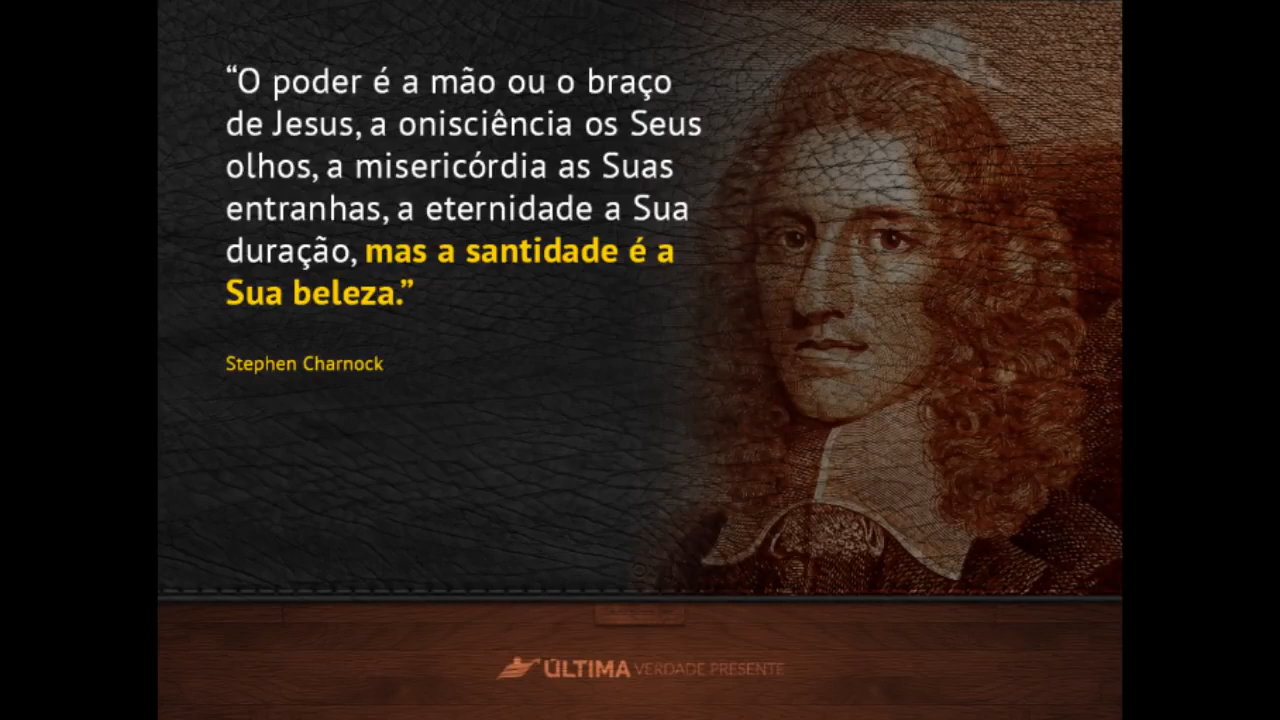 “O poder é a mão ou o braço
de Jesus, a onisciência os Seus
olhos, a misericórdia as Suas
entranhas, a eternidade a Sua
duração, mas a santidade é a
Sua beleza.”
Stephen Charnock
ÚLTIMA VERDADE PRESENTE